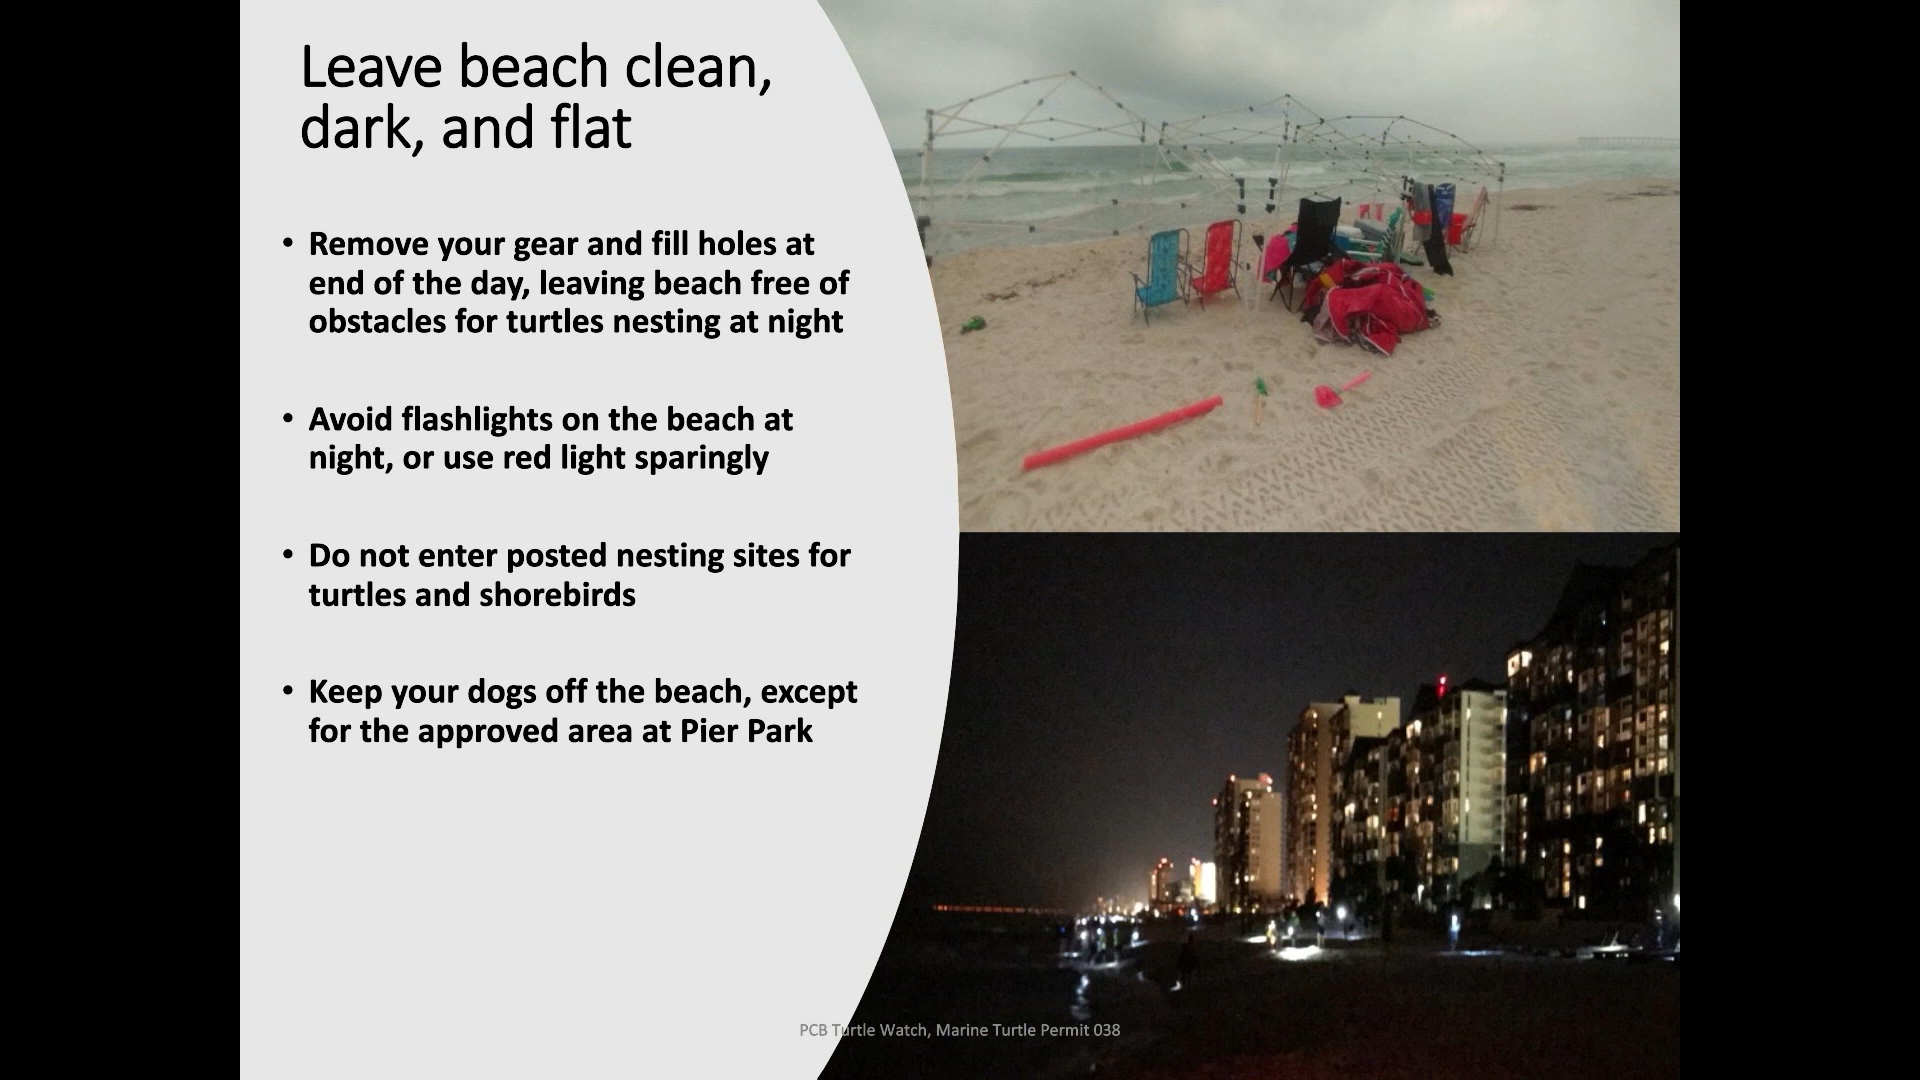 Leave beach clean,
dark, and flat
• Remove your gear and fill holes at
end of the day, leaving beach free of
obstacles for turtles nesting at night
• Avoid flashlights on the beach at
night, or use red light sparingly
• Do not enter posted nesting sites for
turtles and shorebirds
• Keep your dogs off the beach, except
for the approved area at Pier Park
PCB Turtle Watch, Marine Turtle Permit 038